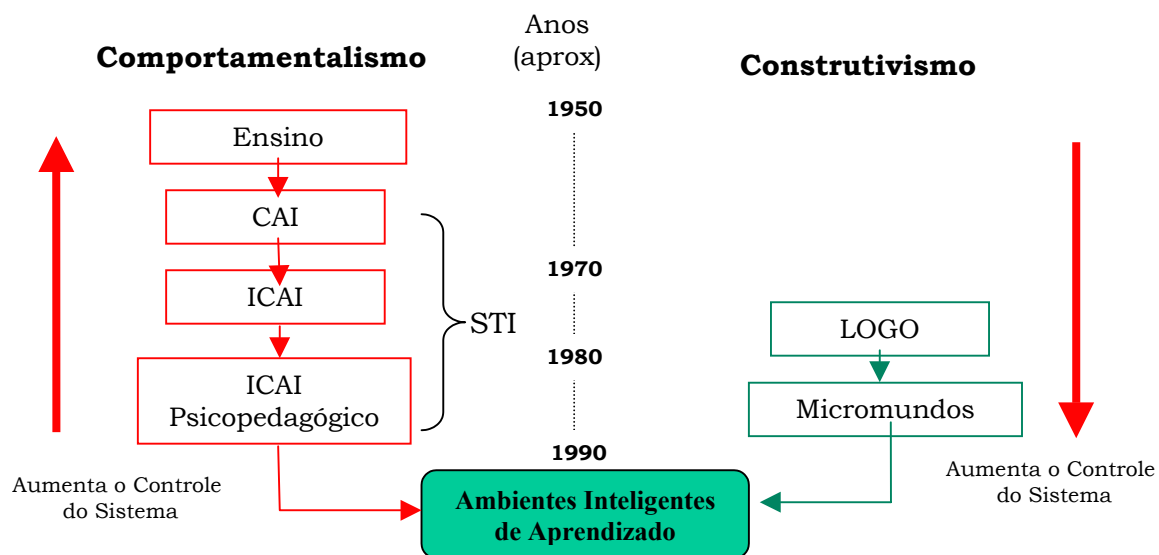 Anos
(aprox)
Comportamentalismo
Construtivismo
1950
Ensino
CAI
1970
ICAI
STI
LOGO
1980
ICAI
Psicopedagógico
Micromundos
1990
Aumenta o Controle
do Sistema
Ambientes Inteligentes
de Aprendizado
Aumenta o Controle
do Sistema